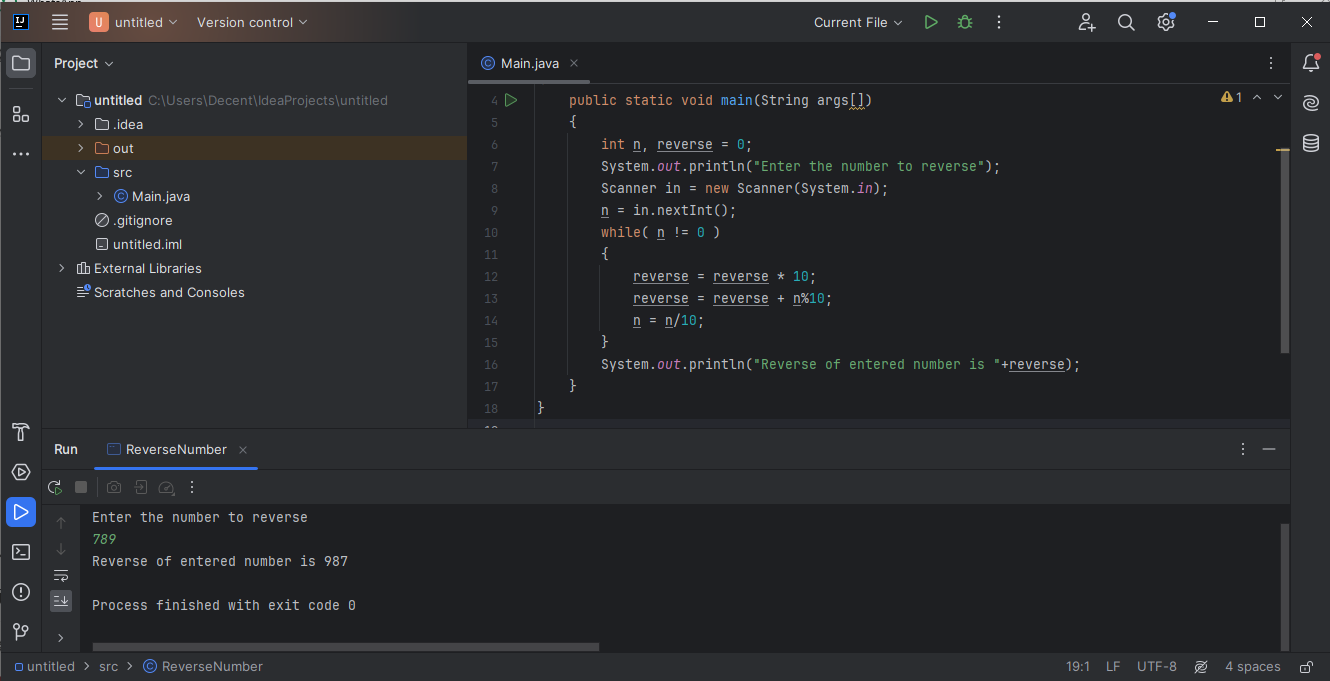 U untitled Version control Current File
Project
Main.java
untitled C:\Users\Decent\IdeaProjects\untitled
.idea
out
src
Main.java
.gitignore
untitled.iml
External Libraries
Scratches and Consoles
1
4 public static void main(String args[])
5 {
6 int n, reverse = 0;
7 System.out.println("Enter the number to reverse");
8 Scanner in = new Scanner(System.in);
9 n = in.nextInt();
10 while( n != 0 )
11 {
12 reverse = reverse * 10;
13 reverse = reverse + n%10;
14 n = n/10;
15 }
16 System.out.println("Reverse of entered number is "+reverse);
17 }
18 }
Run ReverseNumber
Enter the number to reverse
789
Reverse of entered number is 987
Process finished with exit code 0
untitled > src > ReverseNumber 19:1 LF UTF-8 4 spaces